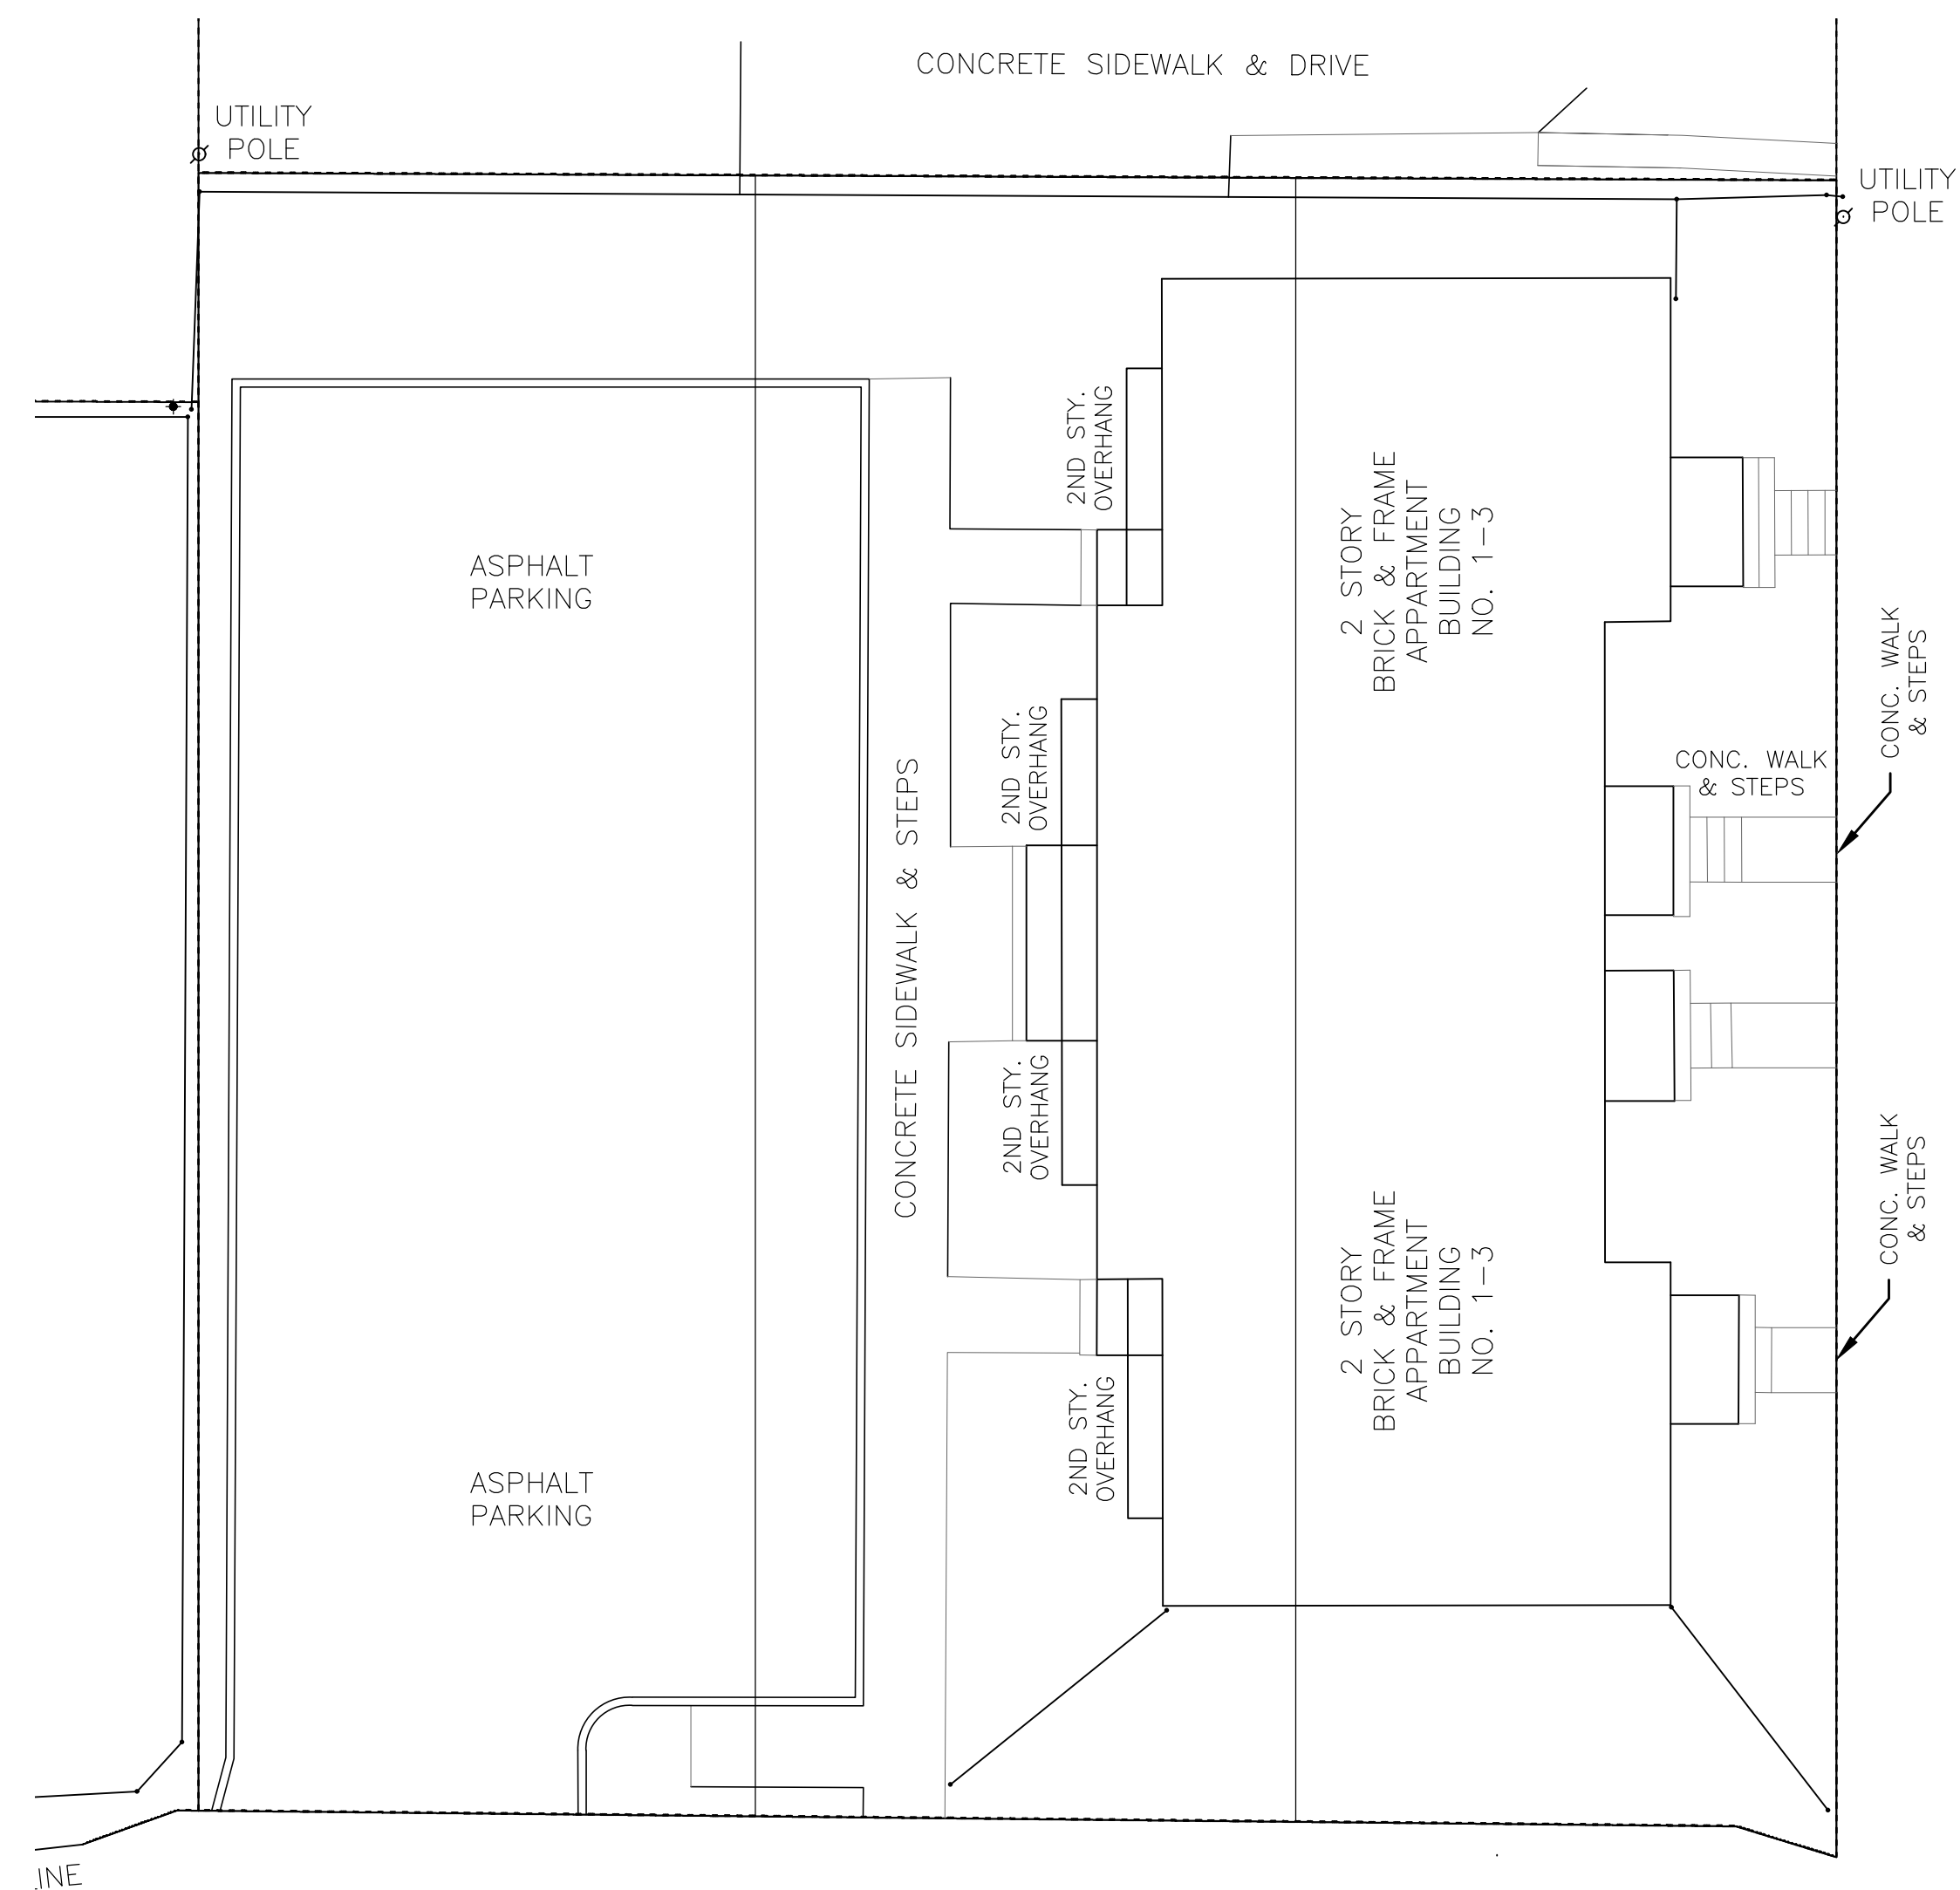 CONCRETE SIDEWALK & DRIVE
UTILITY
POLE
UTILITY
POLE
2ND STY.
OVERHANG
2 STORY
BRICK & FRAME
APPARTMENT
BUILDING
NO. 1-3
ASPHALT
PARKING
CONC. WALK
& STEPS
2ND STY.
OVERHANG
CONC. WALK
& STEPS
CONCRETE SIDEWALK & STEPS
2ND STY.
OVERHANG
CONC. WALK
& STEPS
2 STORY
BRICK & FRAME
APPARTMENT
BUILDING
NO. 1-3
2ND STY.
OVERHANG
ASPHALT
PARKING
INE